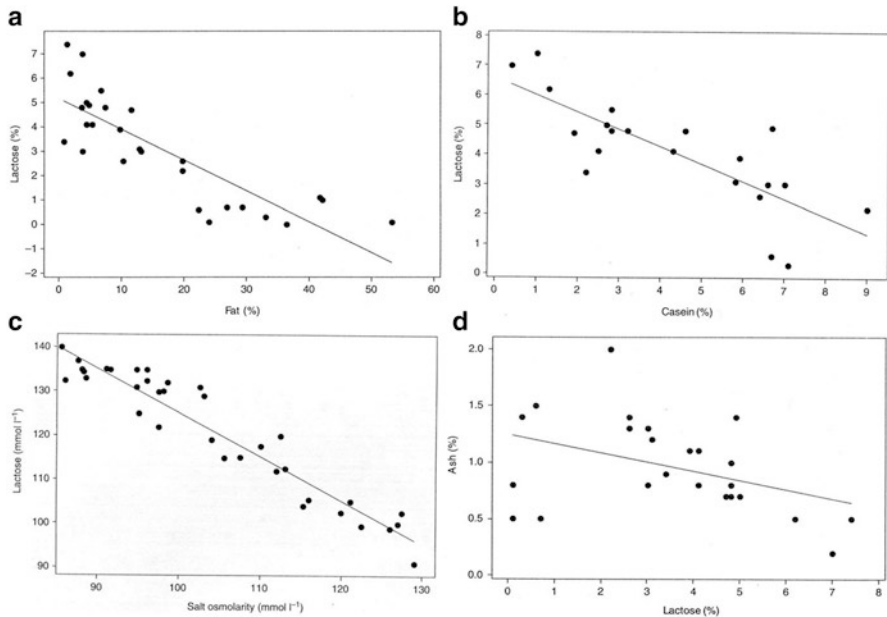 a
7
6
5
4
3
2
1
0
−1
−2
Lactose (%)
0 10 20 30 40 50 60
Fat (%)
b
8
7
6
5
4
3
2
1
0
Lactose (%)
0 1 2 3 4 5 6 7 8 9
Casein (%)
c
140
130
120
110
100
90
Lactose (mmol l⁻¹)
90 100 110 120 130
Salt osmolarity (mmol l⁻¹)
d
2.0
1.5
1.0
0.5
0.0
Ash (%)
0 1 2 3 4 5 6 7 8
Lactose (%)